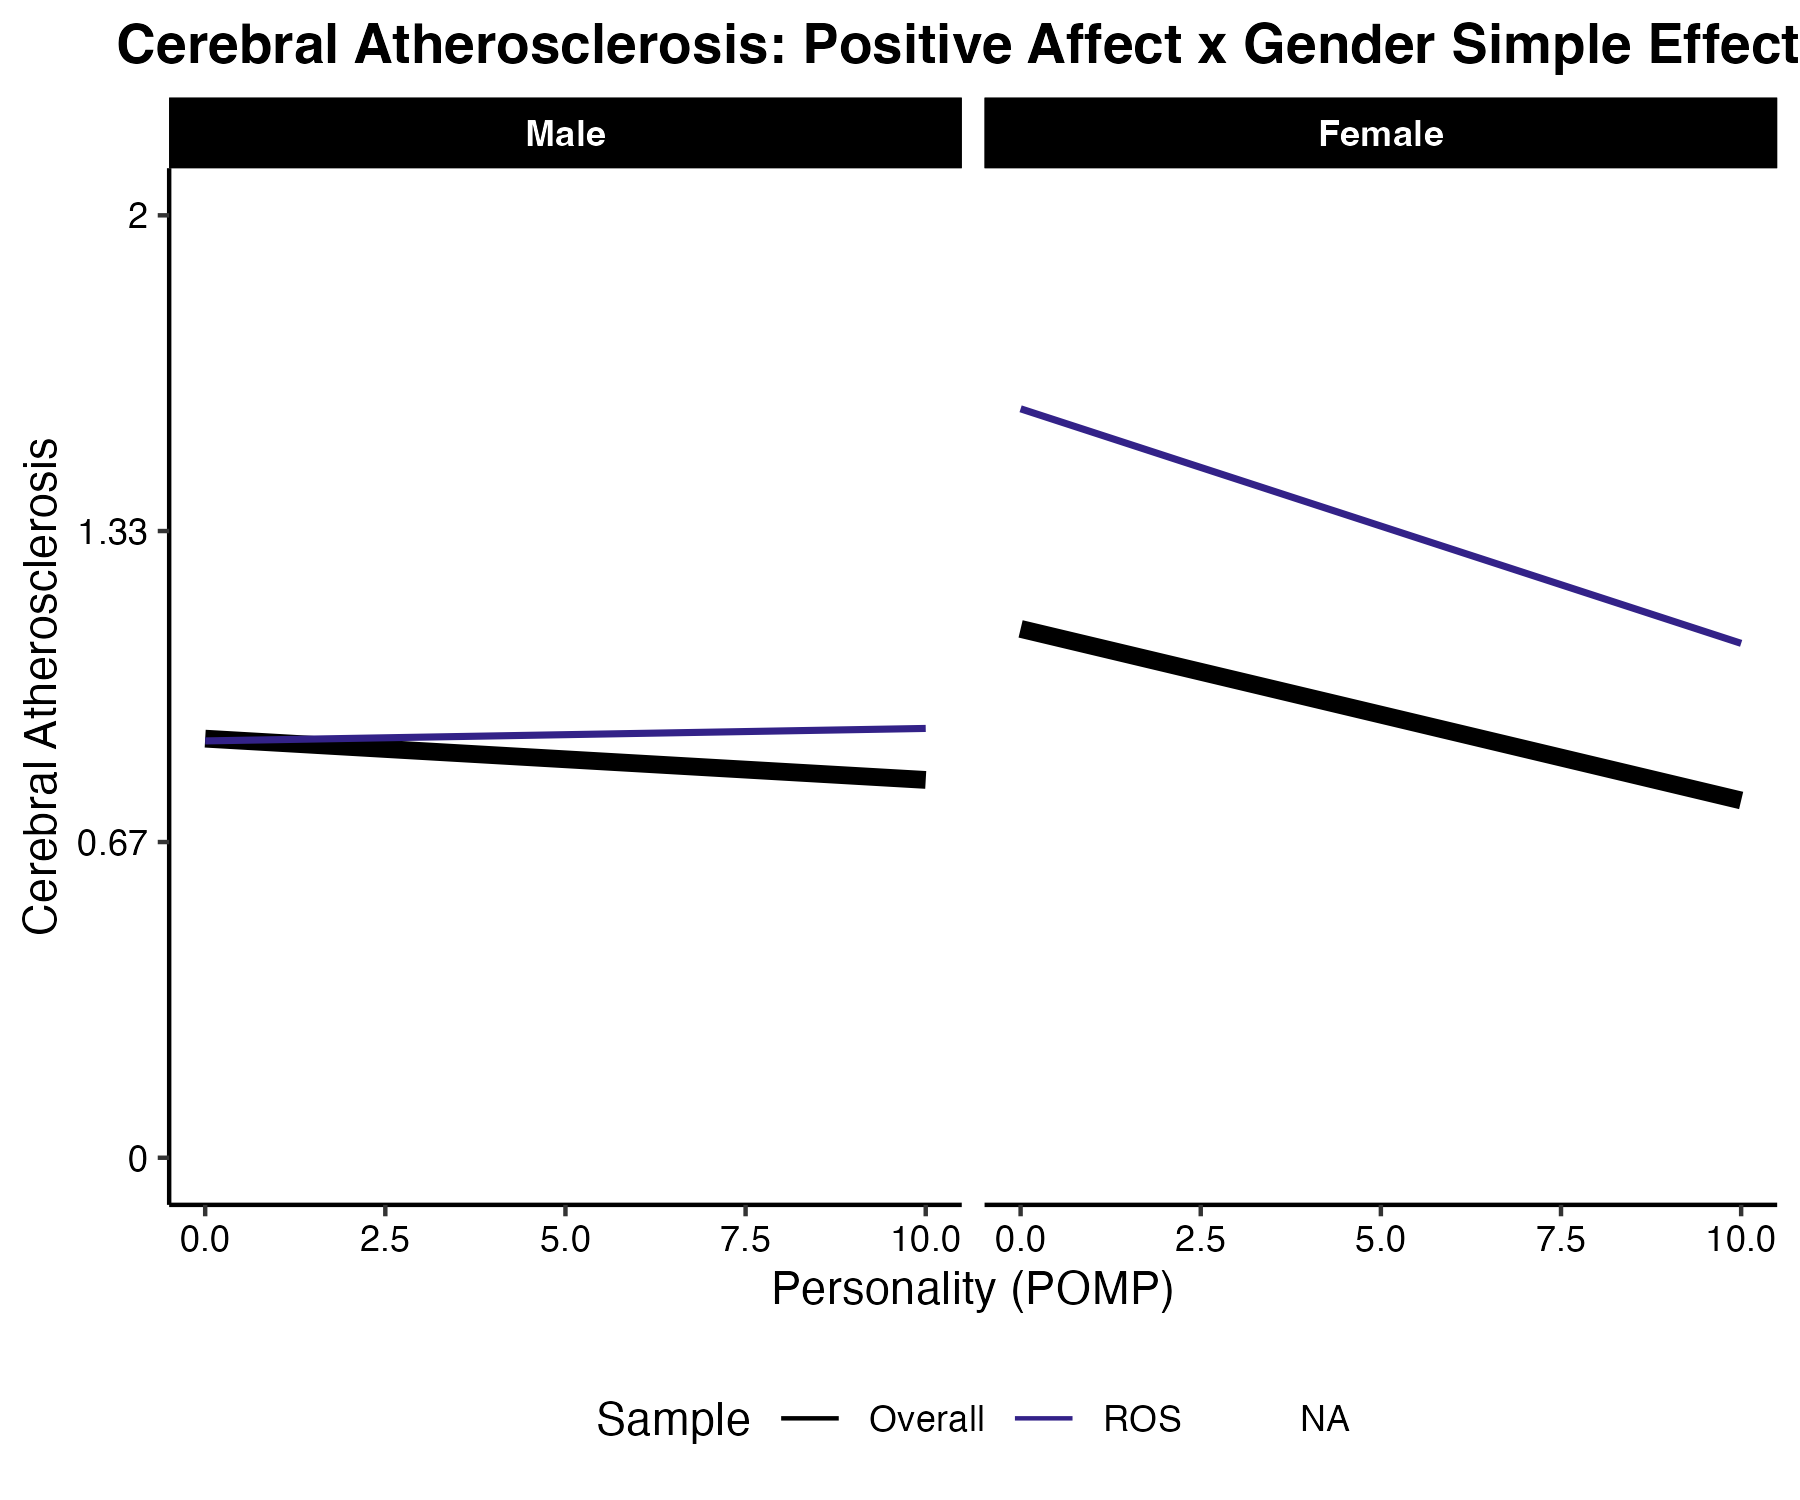 Cerebral Atherosclerosis: Positive Affect x Gender Simple Effect
Male
Female
Cerebral Atherosclerosis
2
1.33
0.67
0
0.0 2.5 5.0 7.5 10.0
0.0 2.5 5.0 7.5 10.0
Personality (POMP)
Sample Overall ROS NA